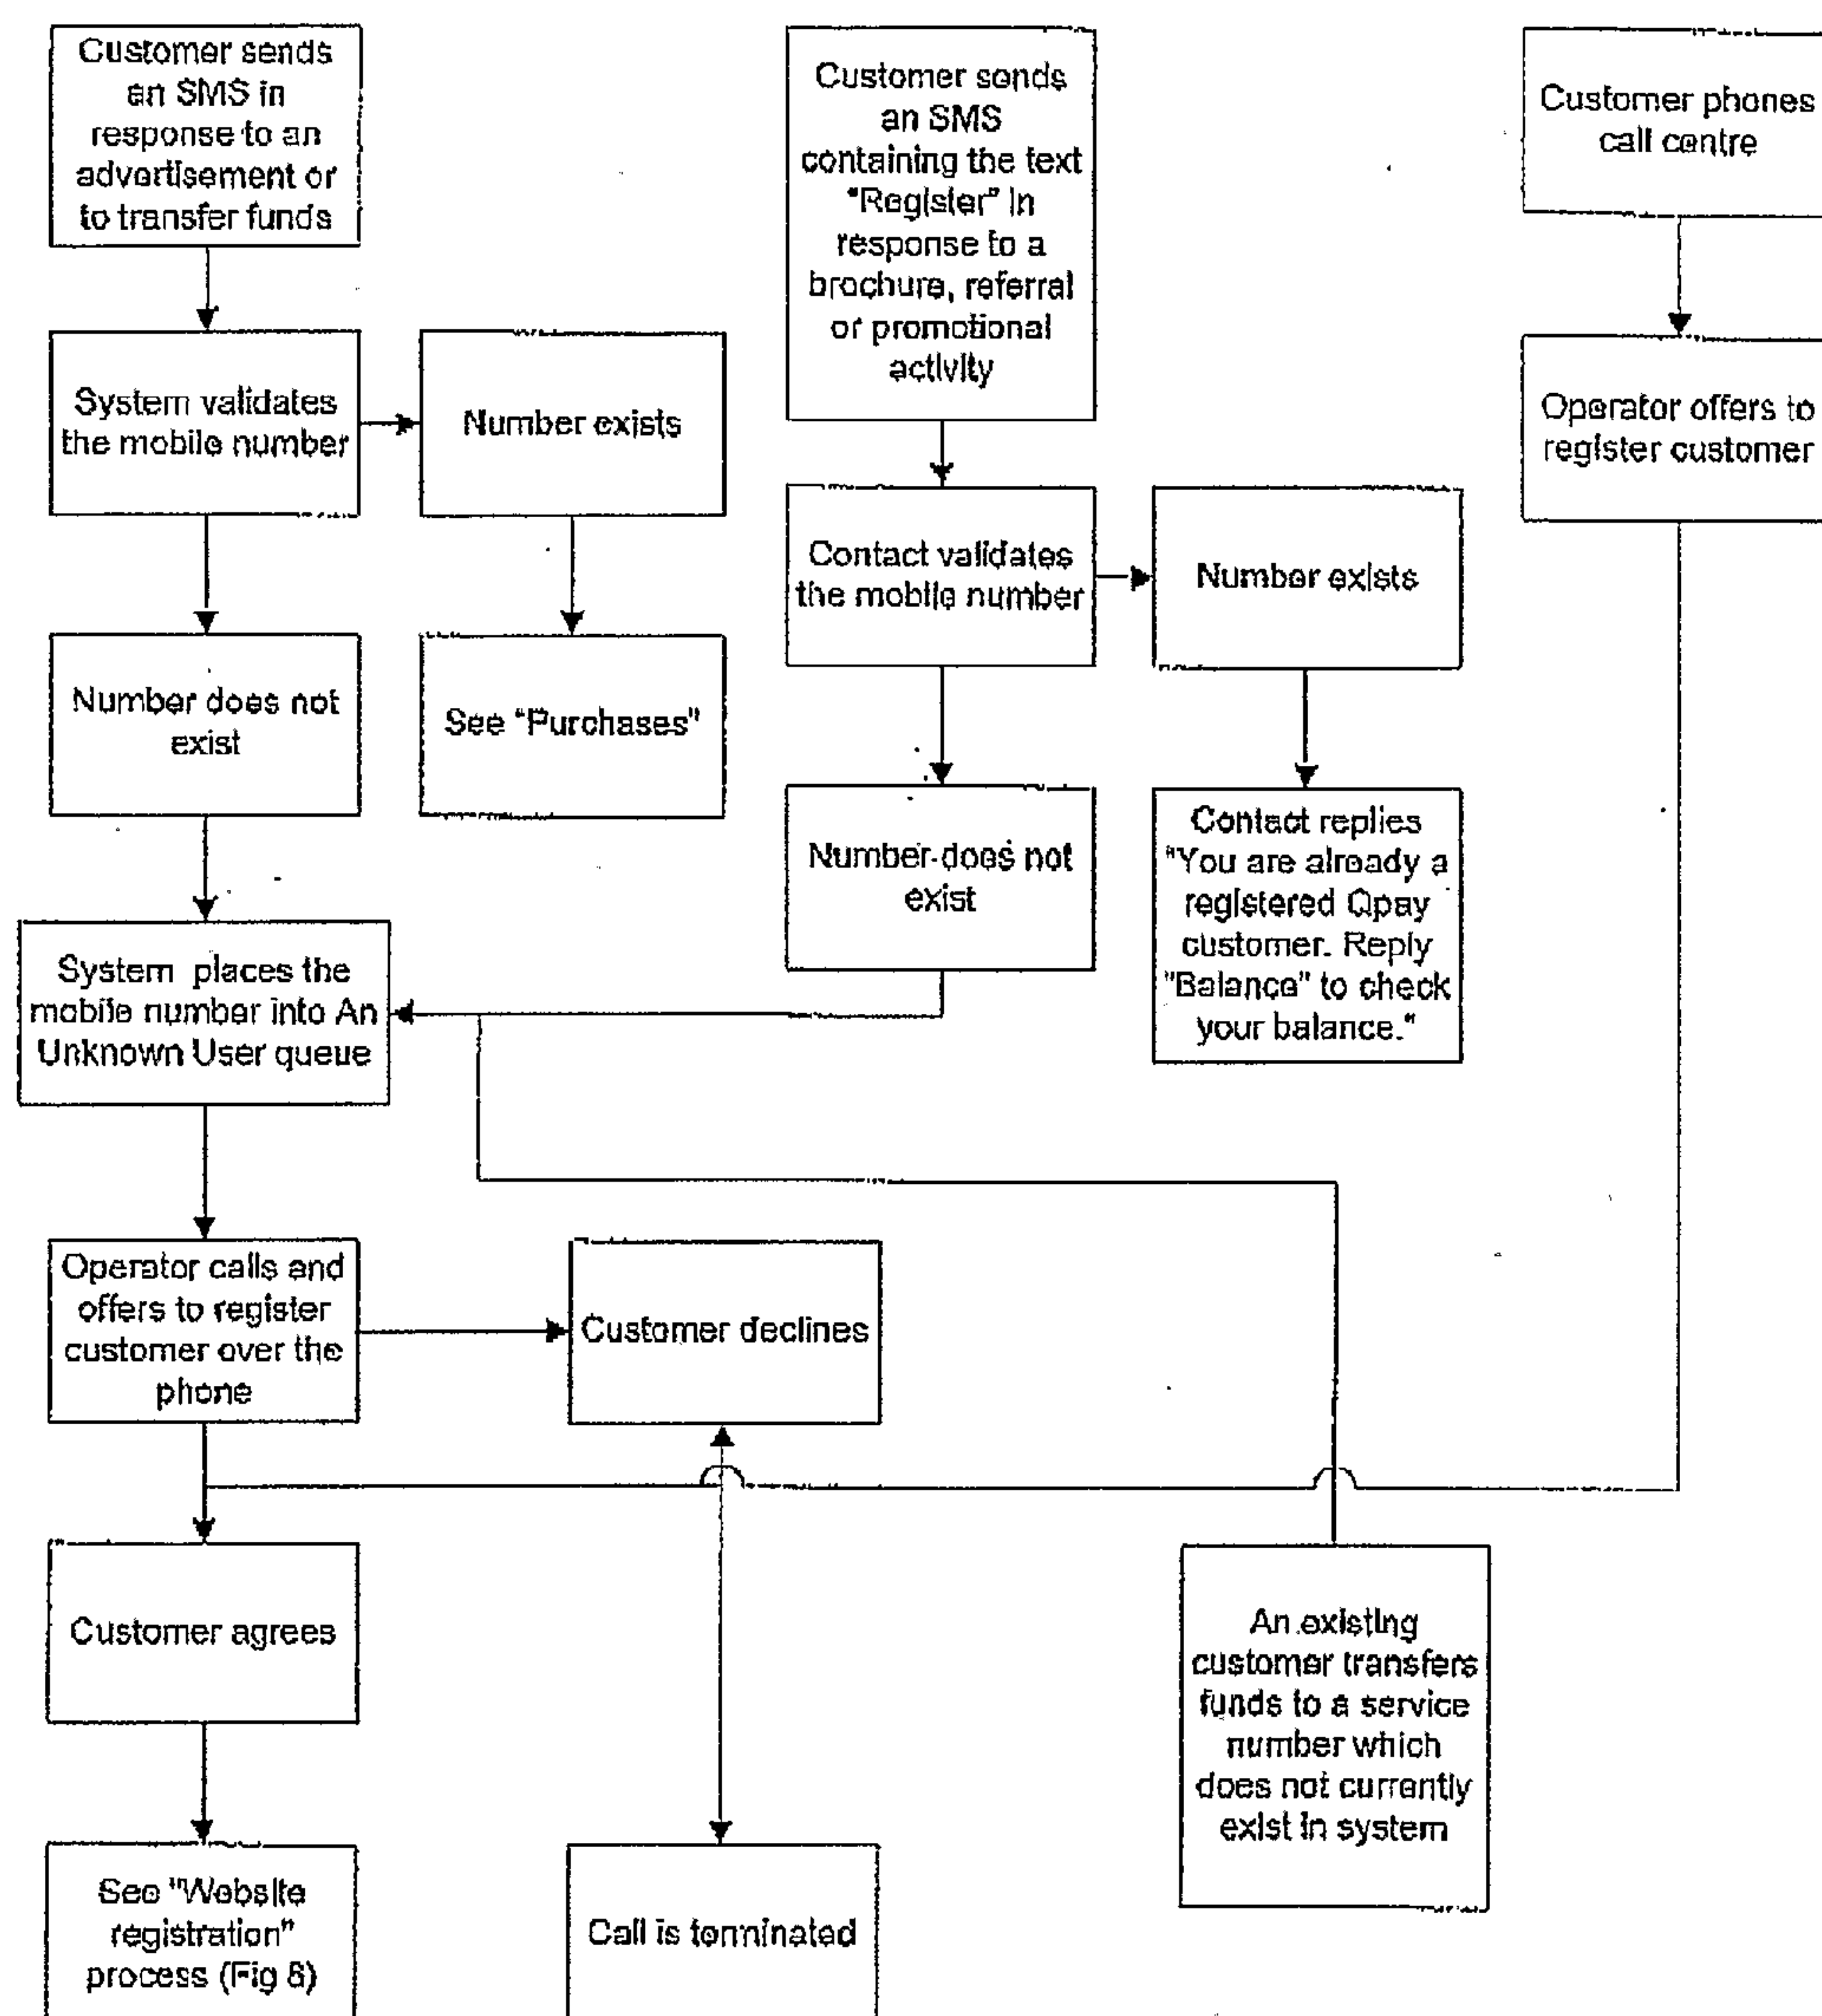 Customer sends
an SMS in
response to an
advertisement or
to transfer funds
Customer sends
an SMS
containing the text
"Register" in
response to a
brochure, referral
or promotional
activity
Customer phones
call centre
System validates
the mobile number
Number exists
Operator offers to
register customer
Contact validates
the mobile number
Number exists
Number does not
exist
See "Purchases"
Number does not
exist
Contact replies
"You are already a
registered Qpay
customer. Reply
"Balance" to check
your balance."
System places the
mobile number into An
Unknown User queue
Operator calls and
offers to register
customer over the
phone
Customer declines
Customer agrees
An existing
customer transfers
funds to a service
number which
does not currently
exist in system
See "Website
registration"
process (Fig 8)
Call is terminated